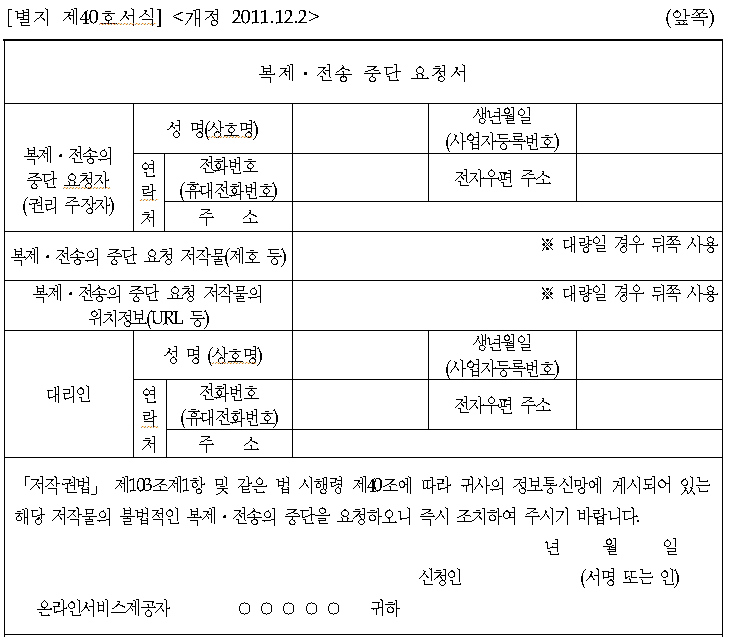 [별지 제40호서식] <개정 2011.12.2> (앞쪽)
복제·전송 중단 요청서
복제·전송의
중단 요청자
(권리 주장자)
성 명(상호명)
생년월일
(사업자등록번호)
연
락
처
전화번호
(휴대전화번호)
전자우편 주소
주 소
복제·전송의 중단 요청 저작물(제호 등)
※ 대량일 경우 뒤쪽 사용
복제·전송의 중단 요청 저작물의
위치정보(URL 등)
※ 대량일 경우 뒤쪽 사용
대리인
성 명 (상호명)
생년월일
(사업자등록번호)
연
락
처
전화번호
(휴대전화번호)
전자우편 주소
주 소
「저작권법」 제103조제1항 및 같은 법 시행령 제40조에 따라 귀사의 정보통신망에 게시되어 있는
해당 저작물의 불법적인 복제·전송의 중단을 요청하오니 즉시 조치하여 주시기 바랍니다.
년 월 일
신청인 (서명 또는 인)
온라인서비스제공자 ○ ○ ○ ○ ○ 귀하